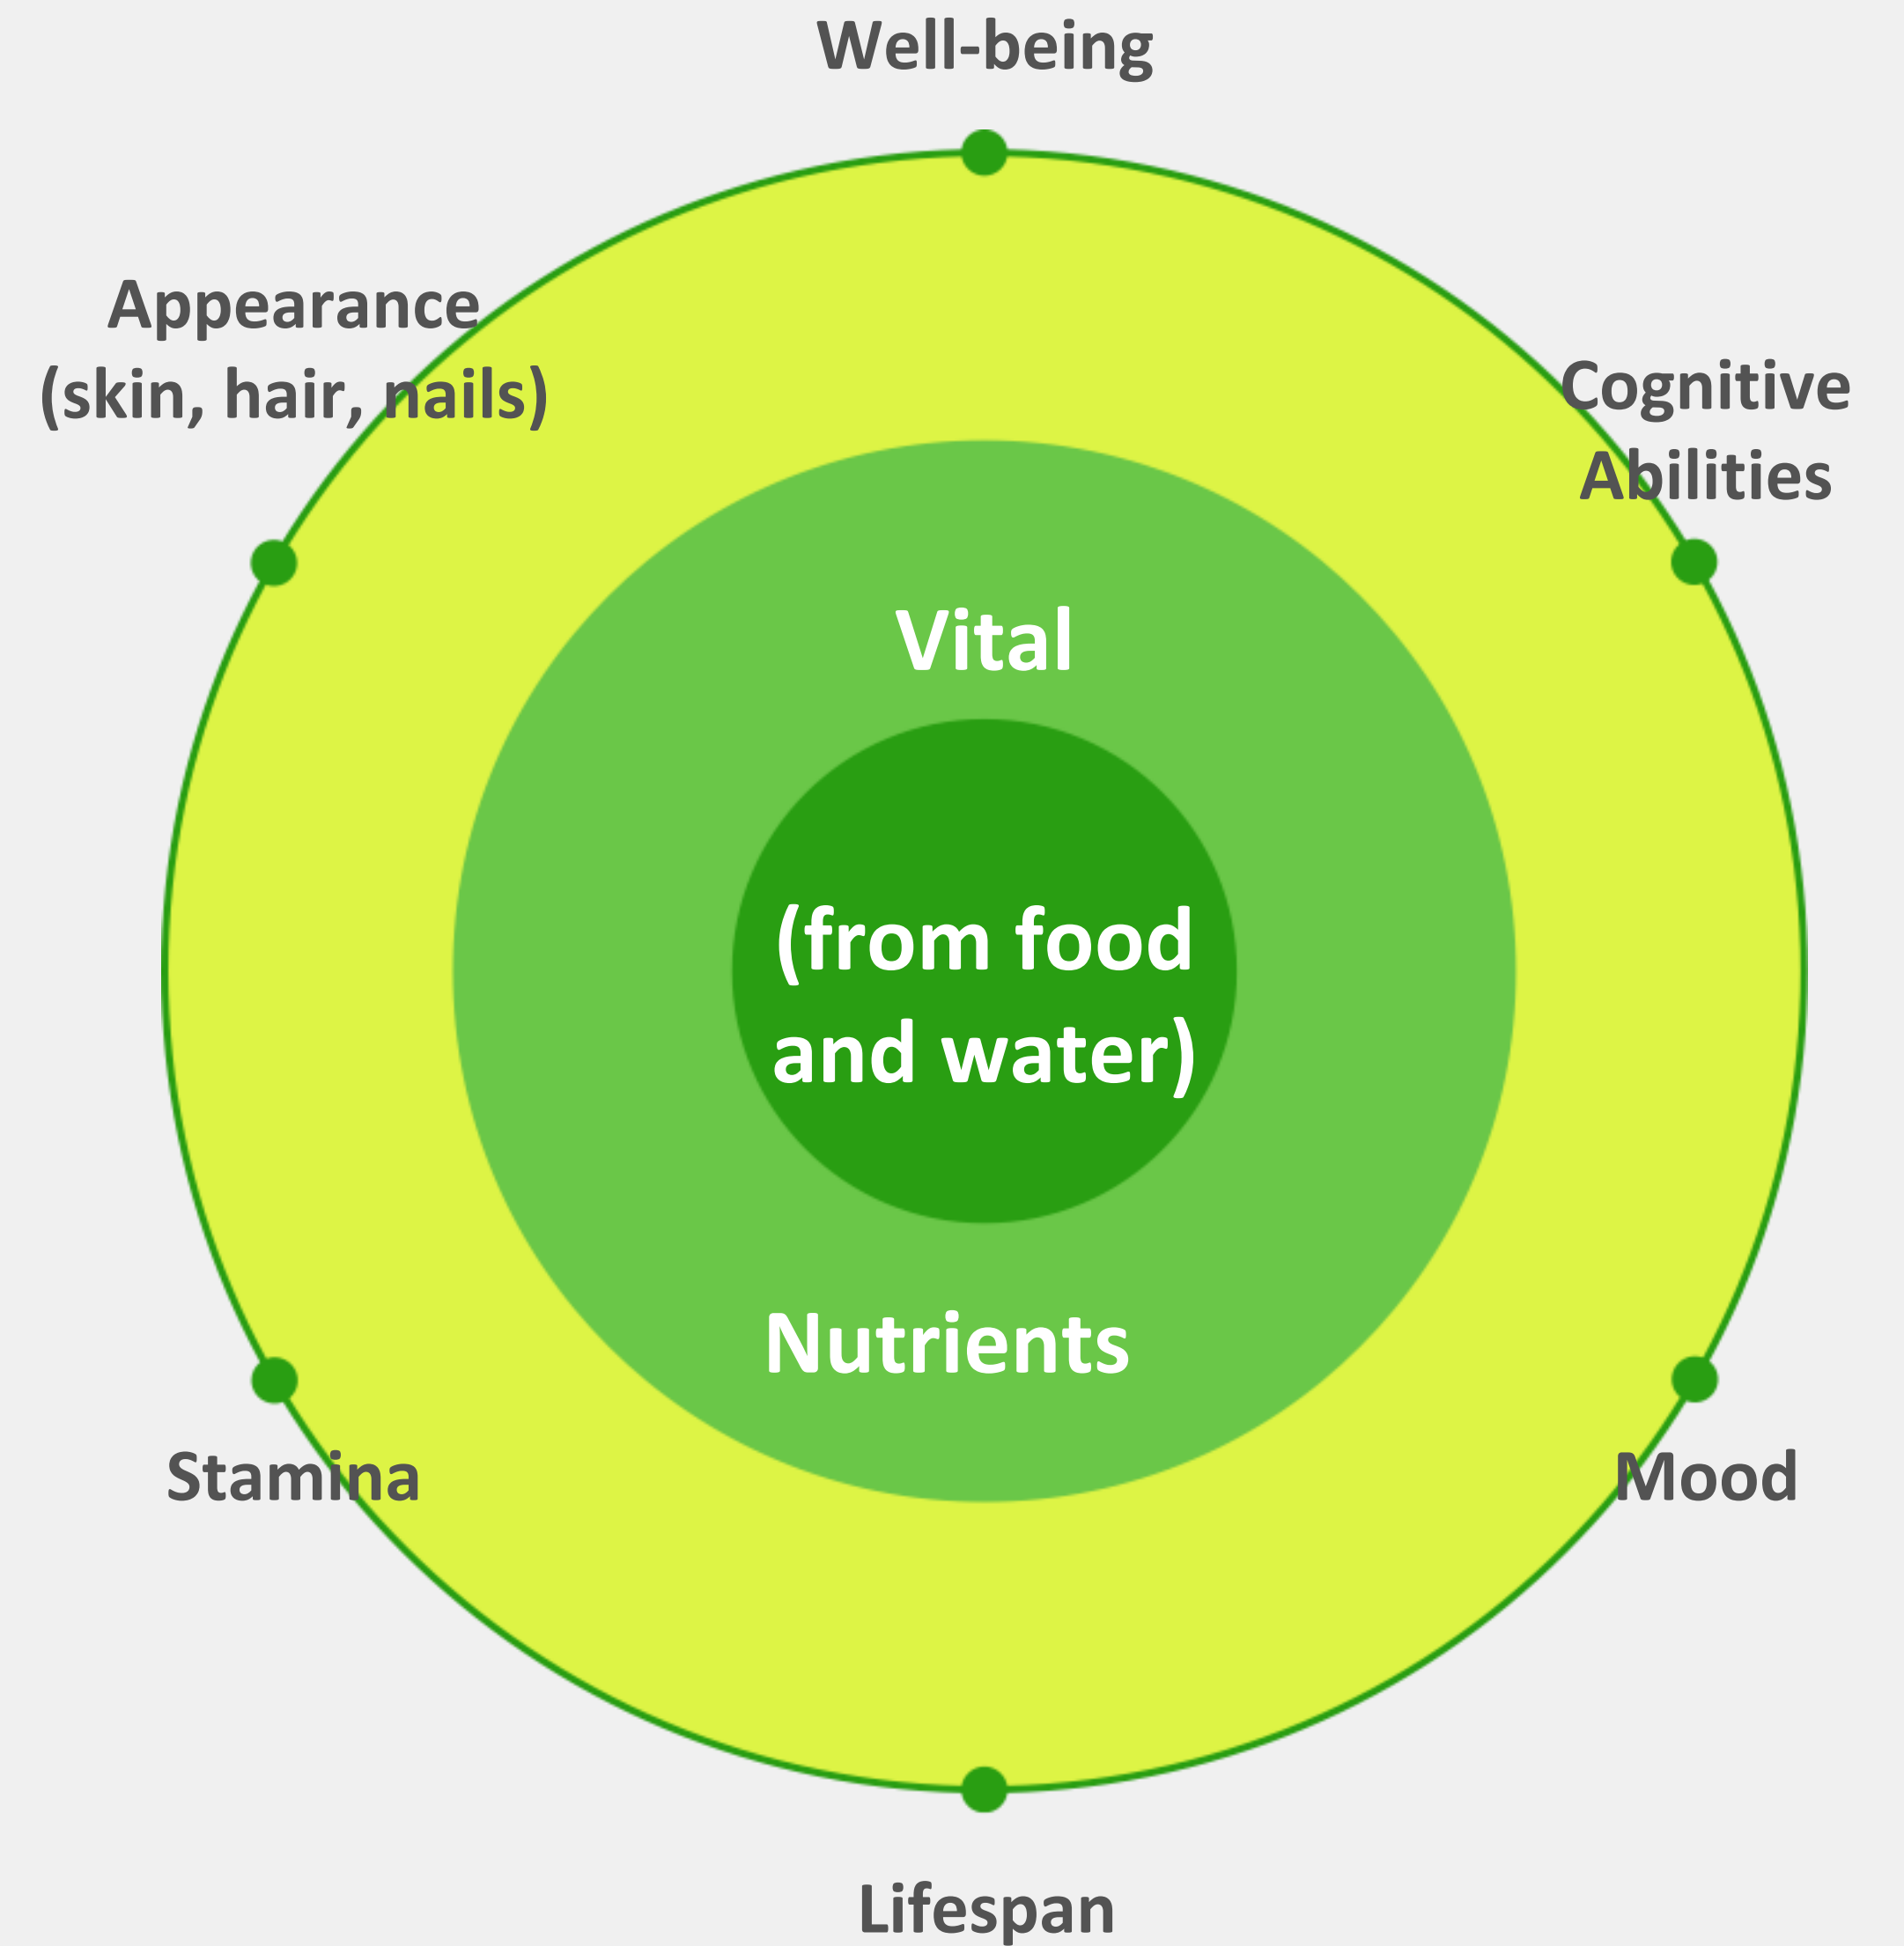 Well-being
Appearance
(skin, hair, nails)
Cognitive
Abilities
Vital
(from food
and water)
Nutrients
Stamina
Mood
Lifespan